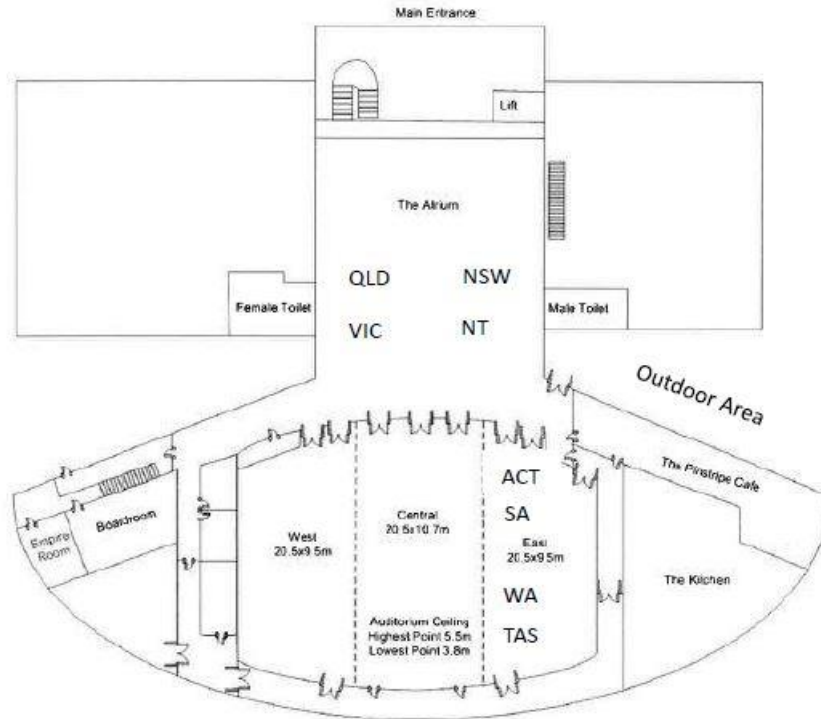 Main Entrance
Lift
The Atrium
QLD
NSW
Female Toilet
Male Toilet
VIC
NT
Outdoor Area
The Pinstripe Cafe
ACT
Central
20.5x10.7m
SA
Boardroom
Empire
Room
West
20.5x9.5m
East
20.5x9.5m
The Kitchen
WA
Auditorium Ceiling
Highest Point 5.5m
Lowest Point 3.8m
TAS